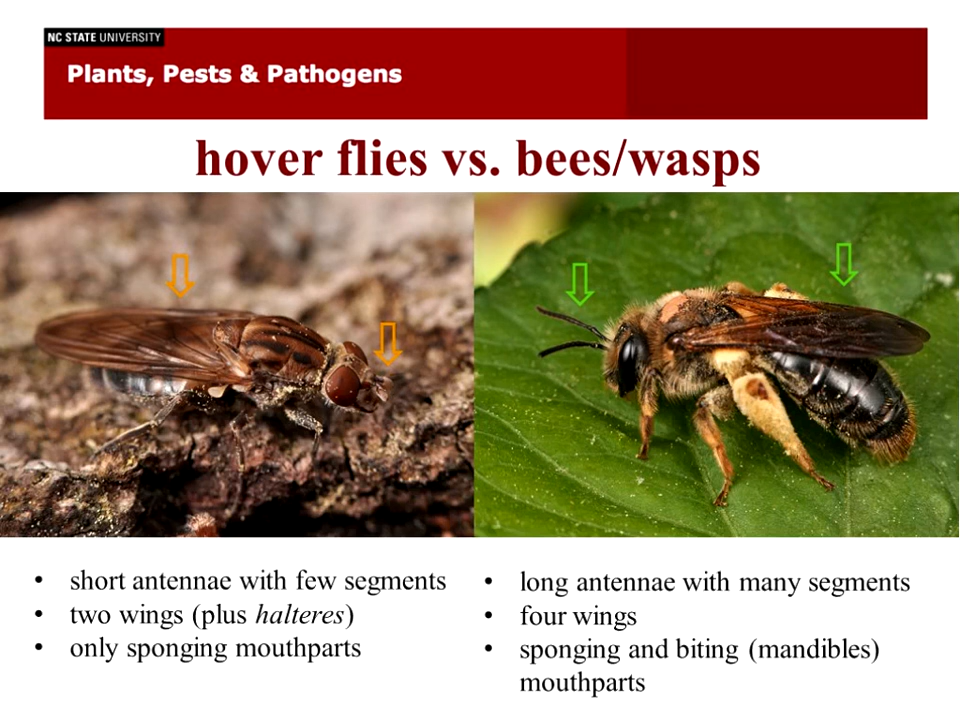 NC STATE UNIVERSITY
Plants, Pests & Pathogens
hover flies vs. bees/wasps
• short antennae with few segments
• two wings (plus halteres)
• only sponging mouthparts
• long antennae with many segments
• four wings
• sponging and biting (mandibles)
mouthparts